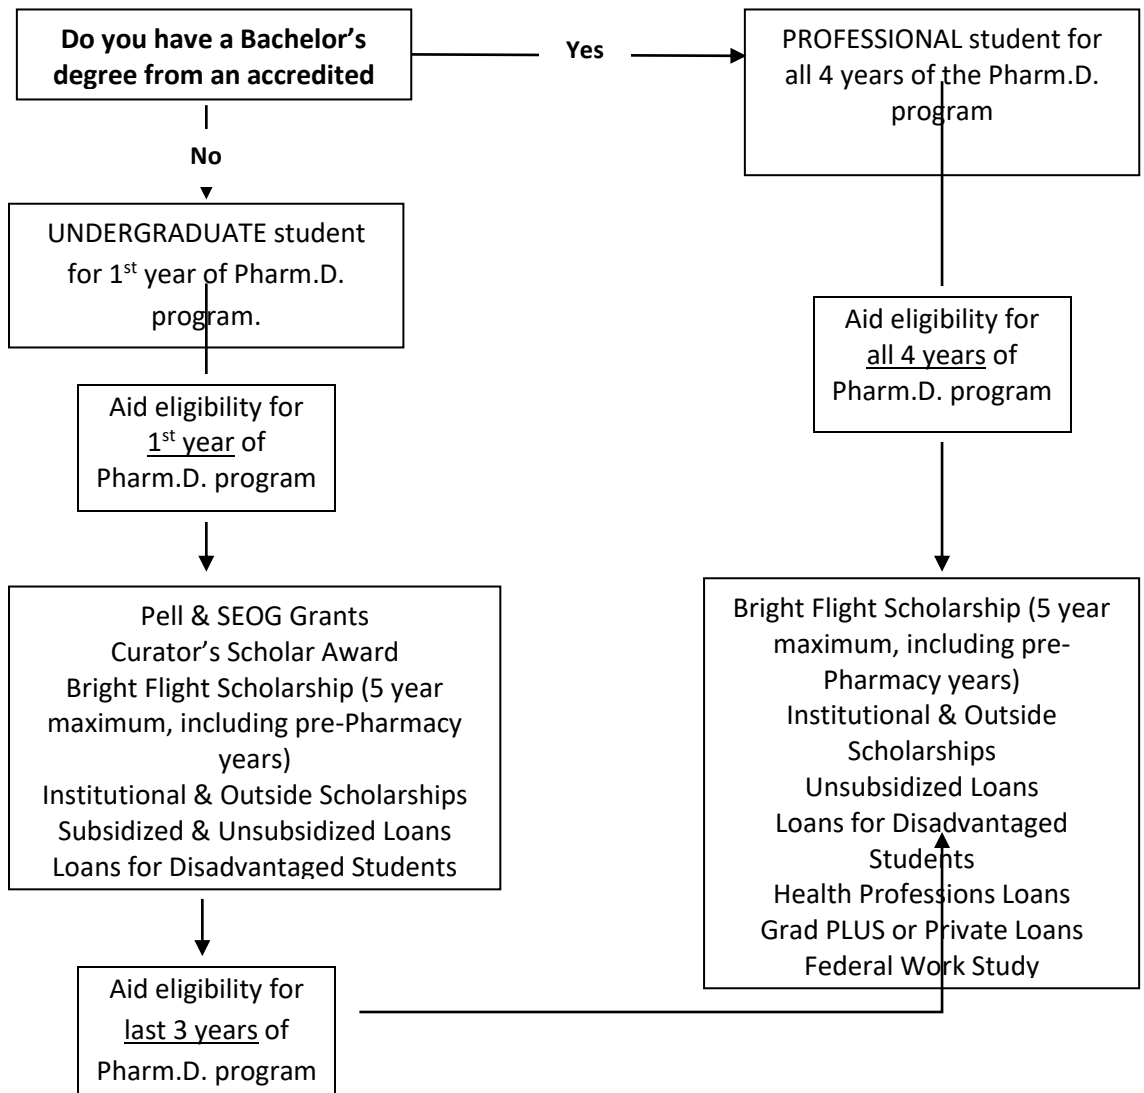 Do you have a Bachelor’s
degree from an accredited
Yes
PROFESSIONAL student for
all 4 years of the Pharm.D.
program
No
UNDERGRADUATE student
for 1st year of Pharm.D.
program.
Aid eligibility for
all 4 years of
Pharm.D. program
Aid eligibility for
1st year of
Pharm.D. program
Pell & SEOG Grants
Curator’s Scholar Award
Bright Flight Scholarship (5 year
maximum, including pre-Pharmacy
years)
Institutional & Outside Scholarships
Subsidized & Unsubsidized Loans
Loans for Disadvantaged Students
Bright Flight Scholarship (5 year
maximum, including pre-
Pharmacy years)
Institutional & Outside
Scholarships
Unsubsidized Loans
Loans for Disadvantaged
Students
Health Professions Loans
Grad PLUS or Private Loans
Federal Work Study
Aid eligibility for
last 3 years of
Pharm.D. program